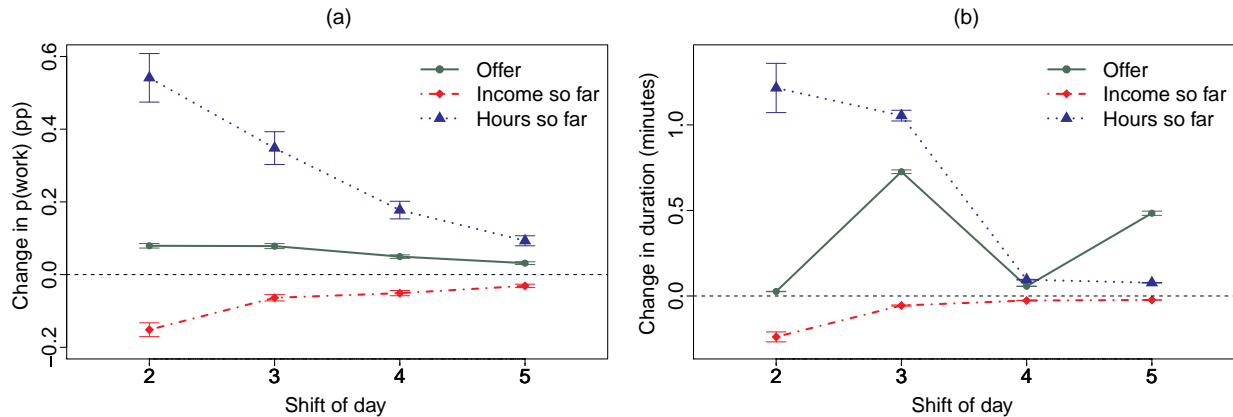 (a)
Change in p(work) (pp)
0.6
0.4
0.2
0.0
−0.2
Offer
Income so far
Hours so far
2 3 4 5
Shift of day
(b)
Change in duration (minutes)
1.0
0.5
0.0
Offer
Income so far
Hours so far
2 3 4 5
Shift of day